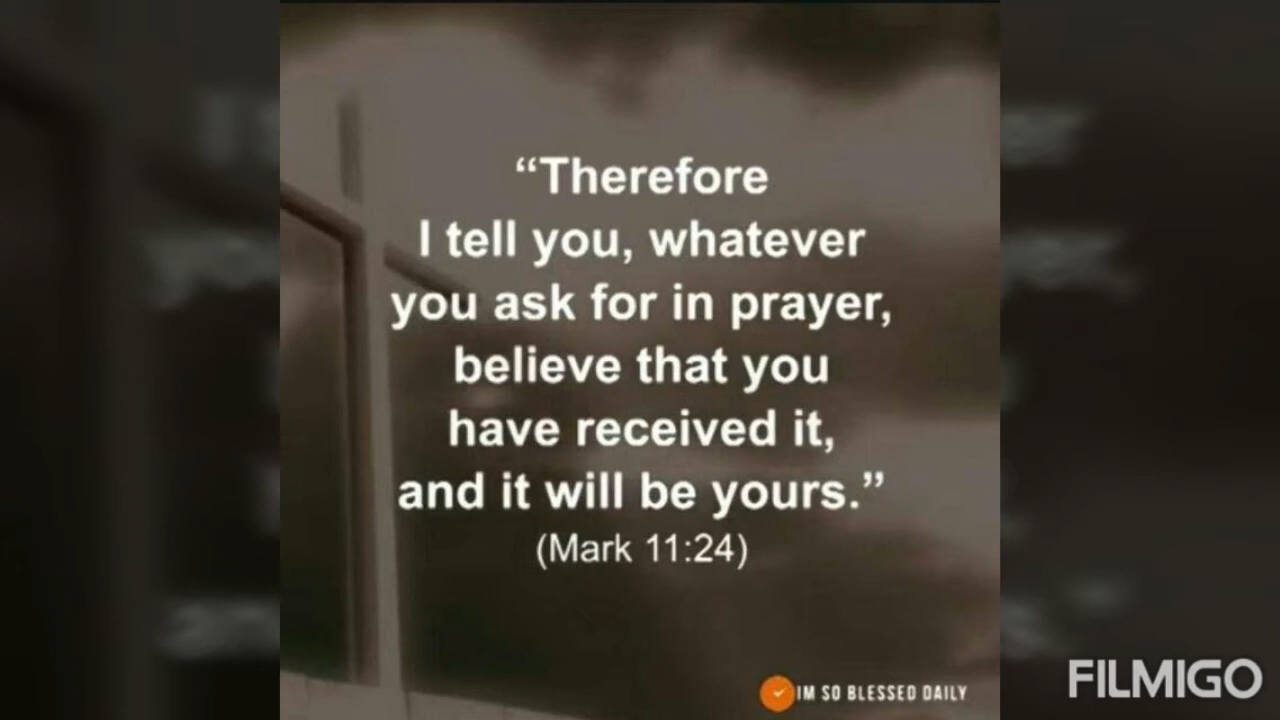 “Therefore
I tell you, whatever
you ask for in prayer,
believe that you
have received it,
and it will be yours.”
(Mark 11:24)
IM SO BLESSED DAILY
FILMIGO